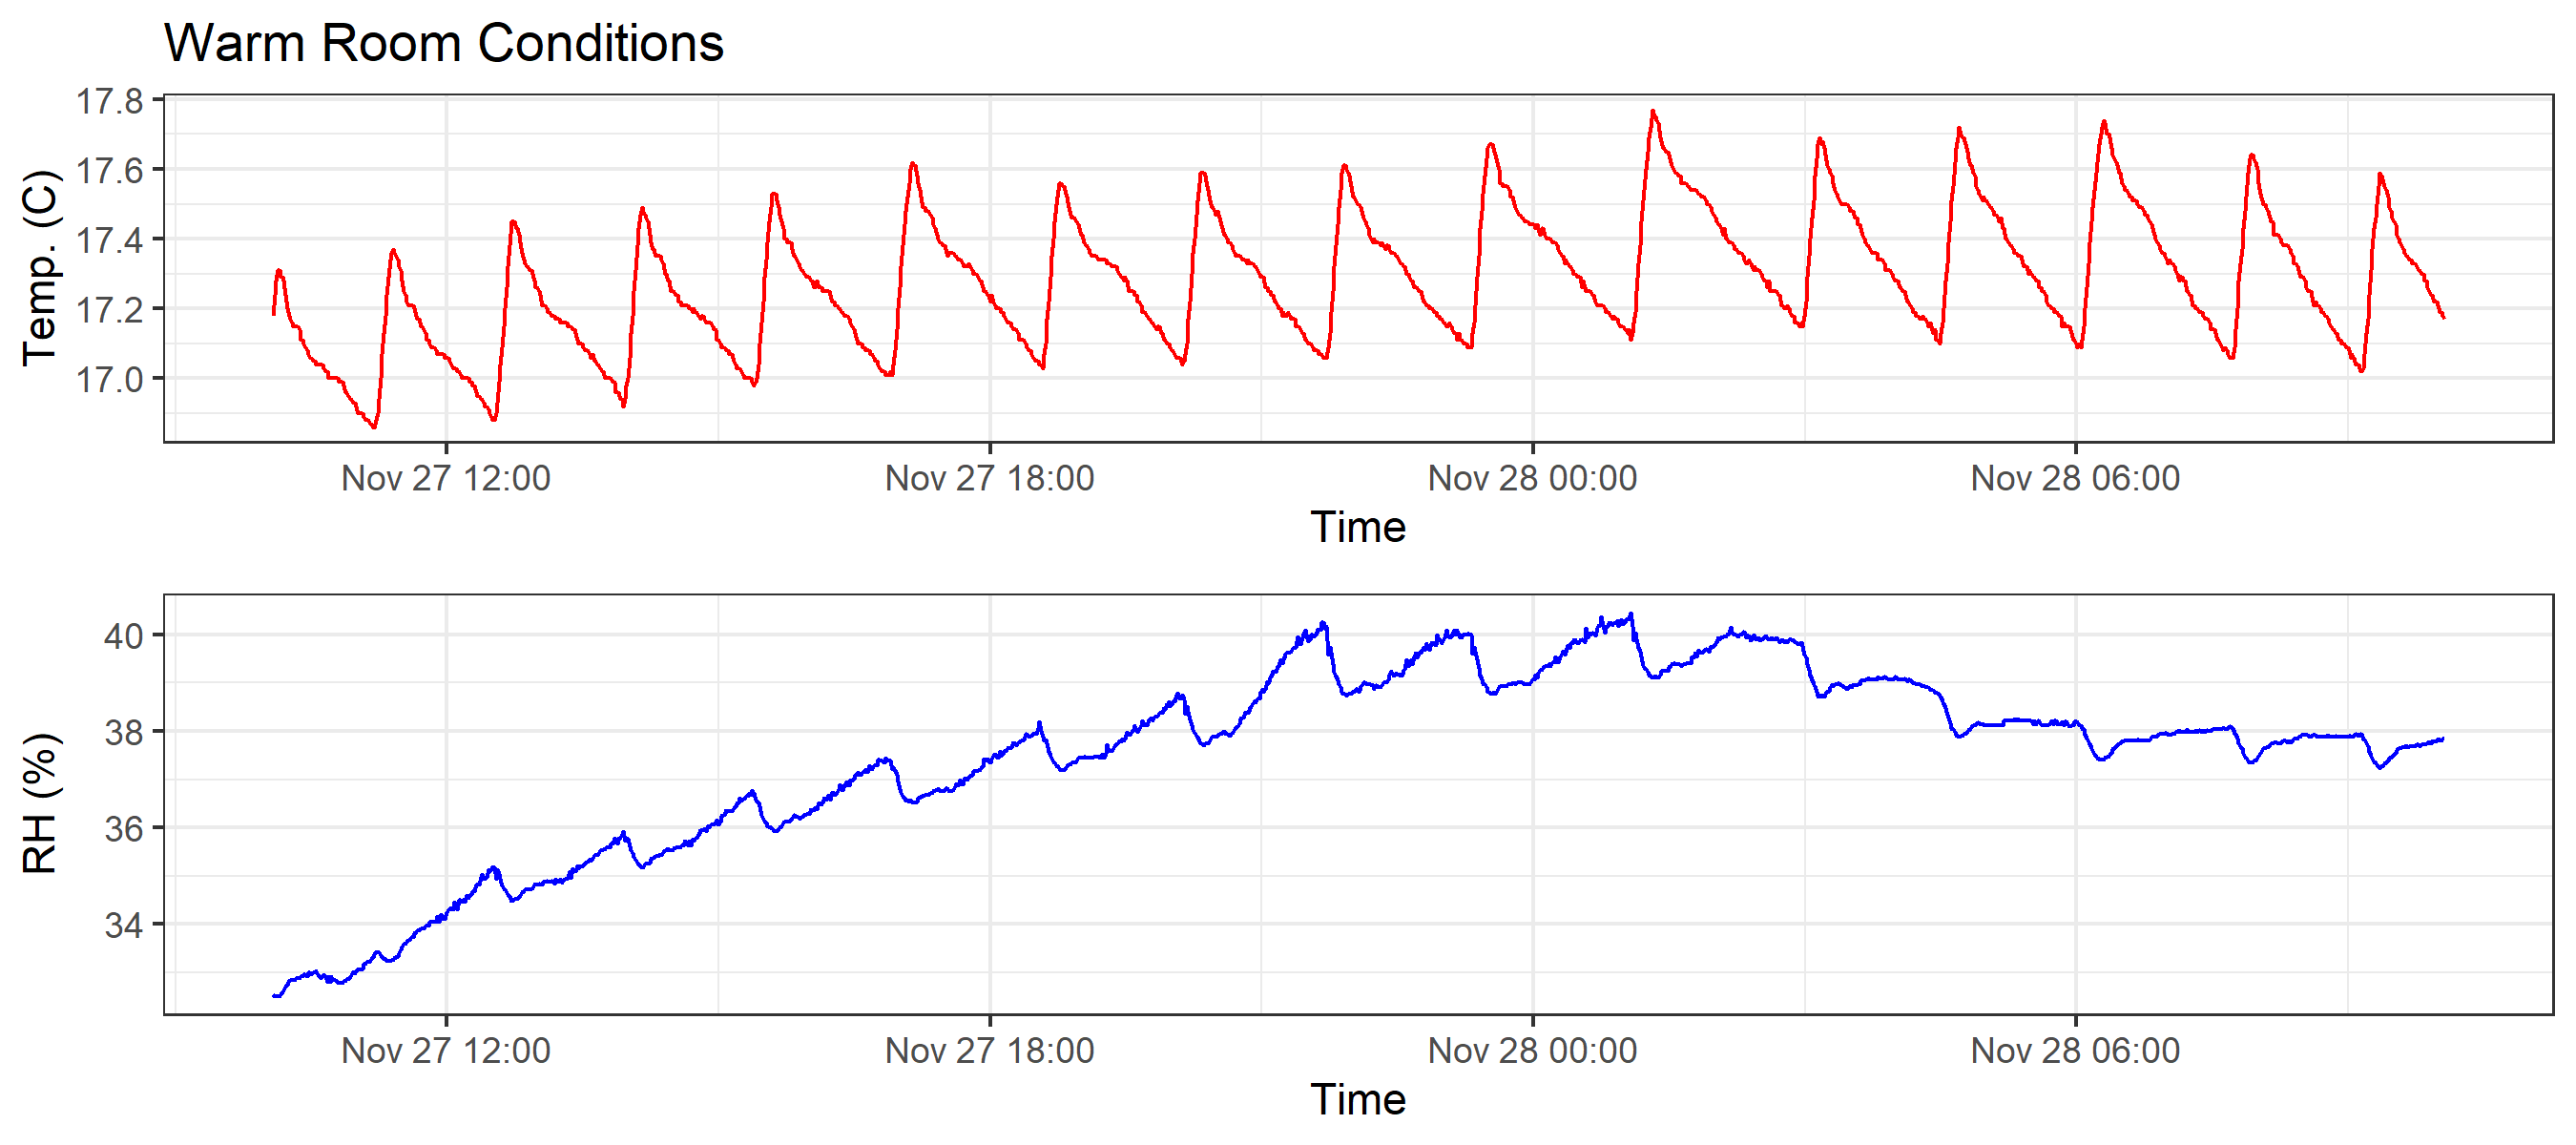 Warm Room Conditions
Temp. (C)
17.8
17.6
17.4
17.2
17.0
Nov 27 12:00 Nov 27 18:00 Nov 28 00:00 Nov 28 06:00
Time
RH (%)
40
38
36
34
Nov 27 12:00 Nov 27 18:00 Nov 28 00:00 Nov 28 06:00
Time